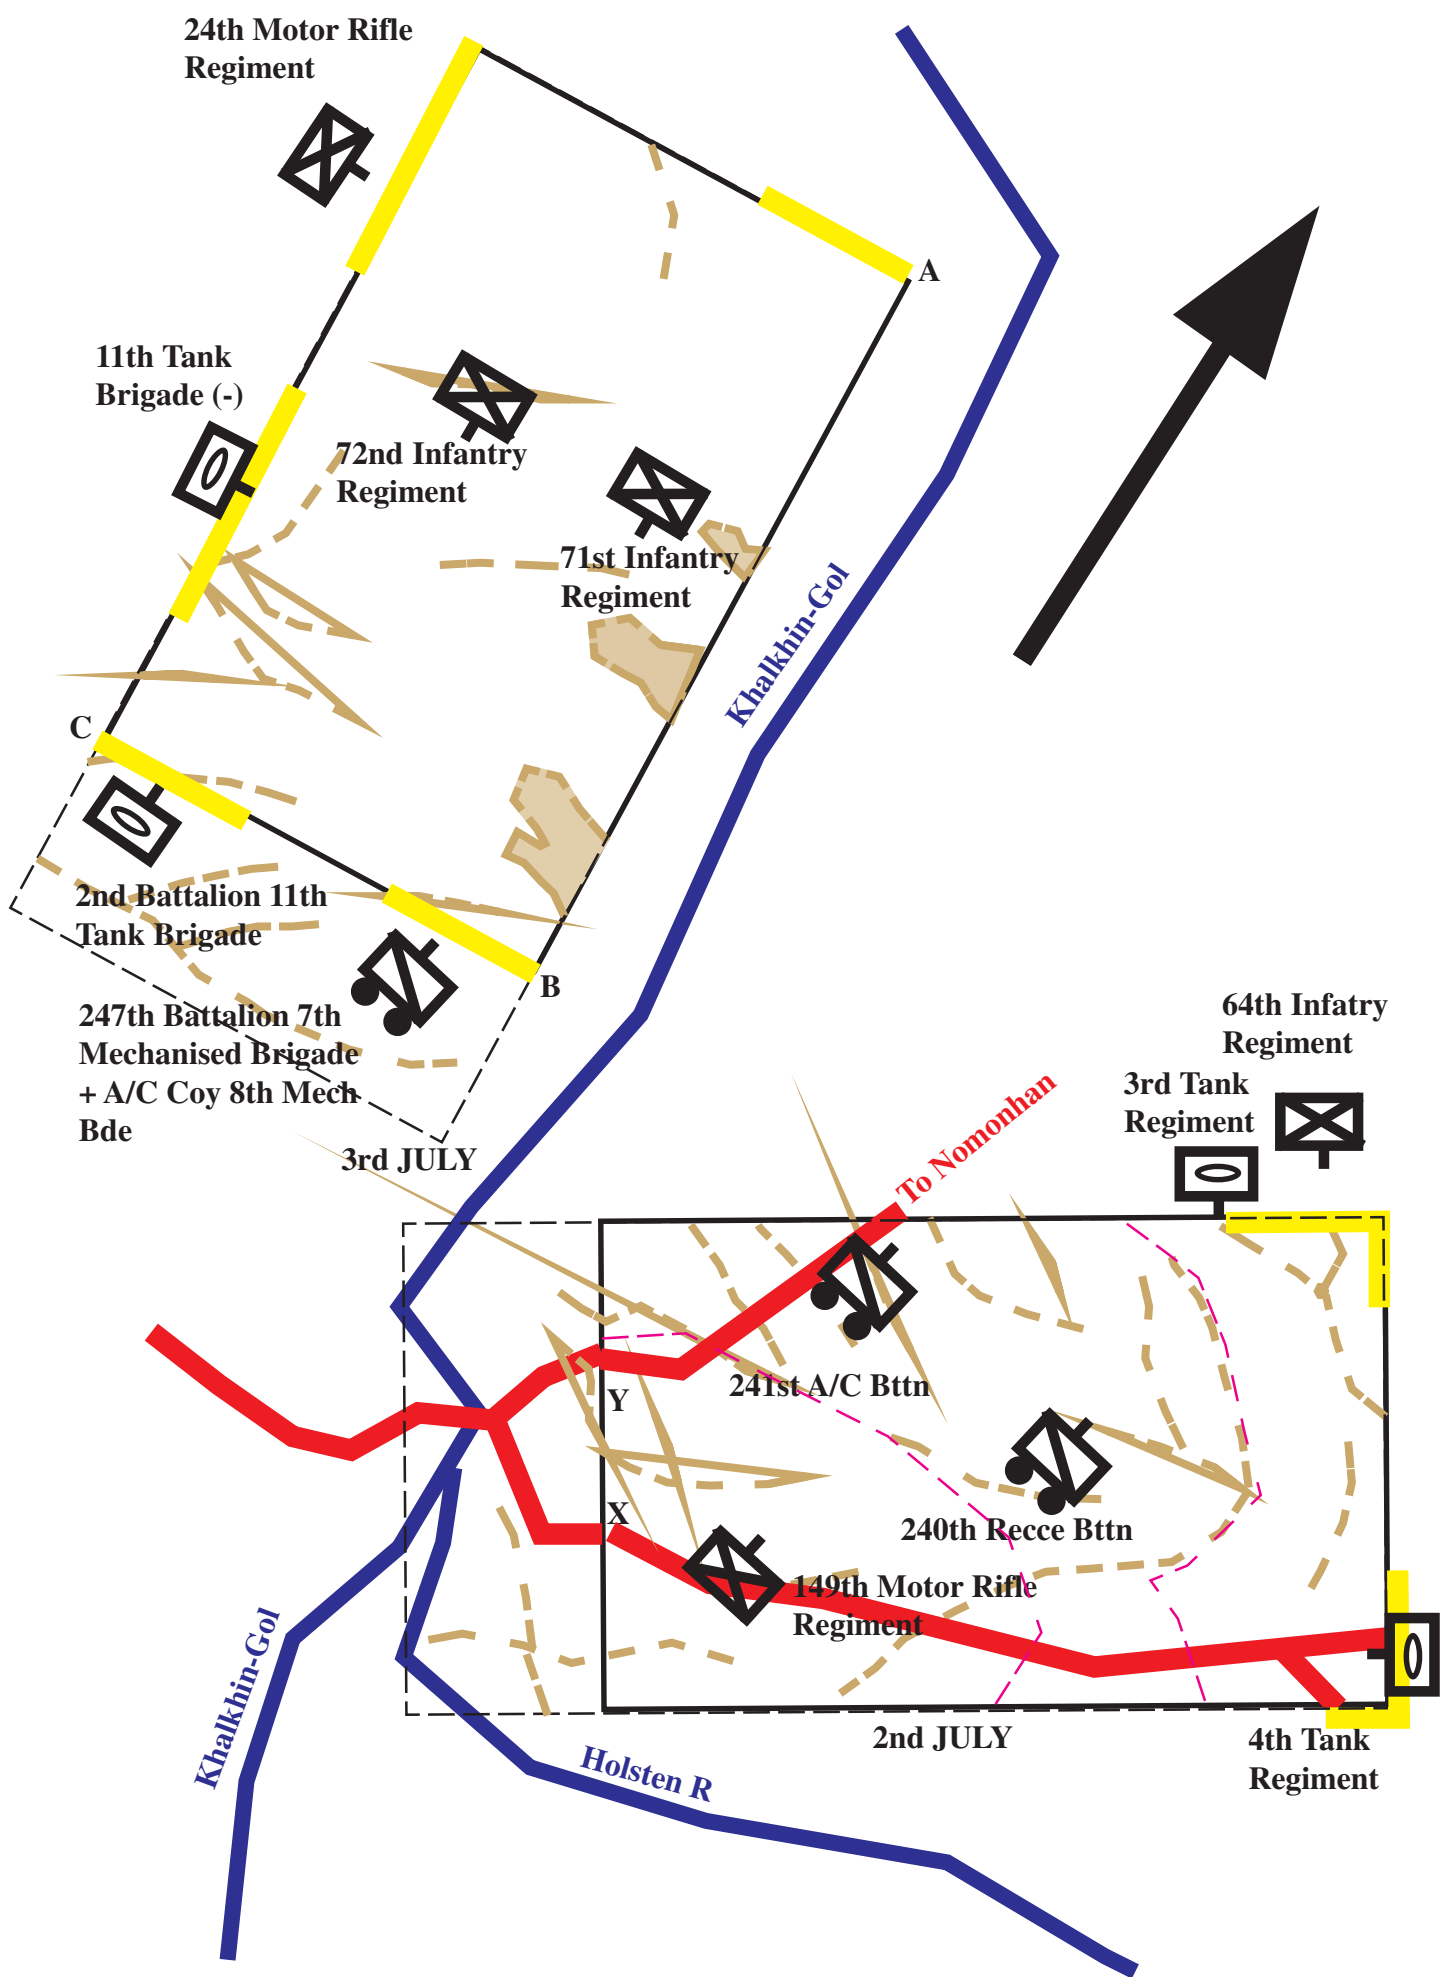 24th Motor Rifle
Regiment
A
11th Tank
Brigade (-)
72nd Infantry
Regiment
71st Infantry
Regiment
Khalkhin-Gol
C
2nd Battalion 11th
Tank Brigade
B
247th Battalion 7th
Mechanised Brigade
+ A/C Coy 8th Mech
Bde
3rd JULY
64th Infatry
Regiment
3rd Tank
Regiment
To Nomonhan
241st A/C Bttn
Y
X
240th Recce Bttn
149th Motor Rifle
Regiment
Khalkhin-Gol
2nd JULY
Holsten R
4th Tank
Regiment